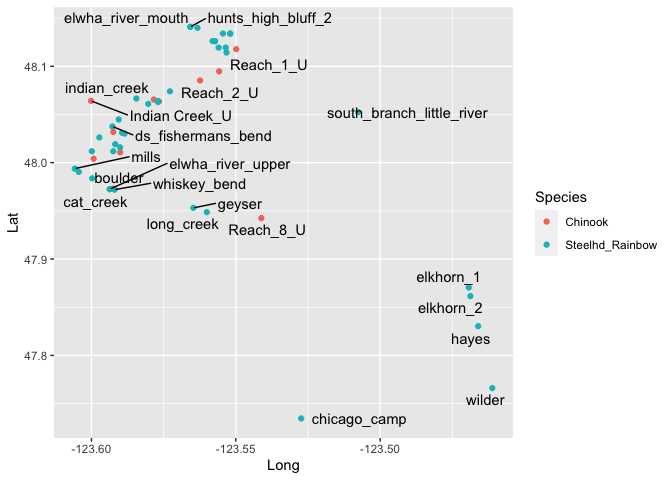 elwha_river_mouth
hunts_high_bluff_2
48.1
Reach_1_U
indian_creek
Reach_2_U
Indian Creek_U
south_branch_little_river
ds_fishermans_bend
48.0
mills
elwha_river_upper
boulder
whiskey_bend
cat_creek
geyser
long_creek
Reach_8_U
Lat
Species
Chinook
Steelhd_Rainbow
47.9
elkhorn_1
elkhorn_2
hayes
47.8
wilder
chicago_camp
-123.60
-123.55
-123.50
Long